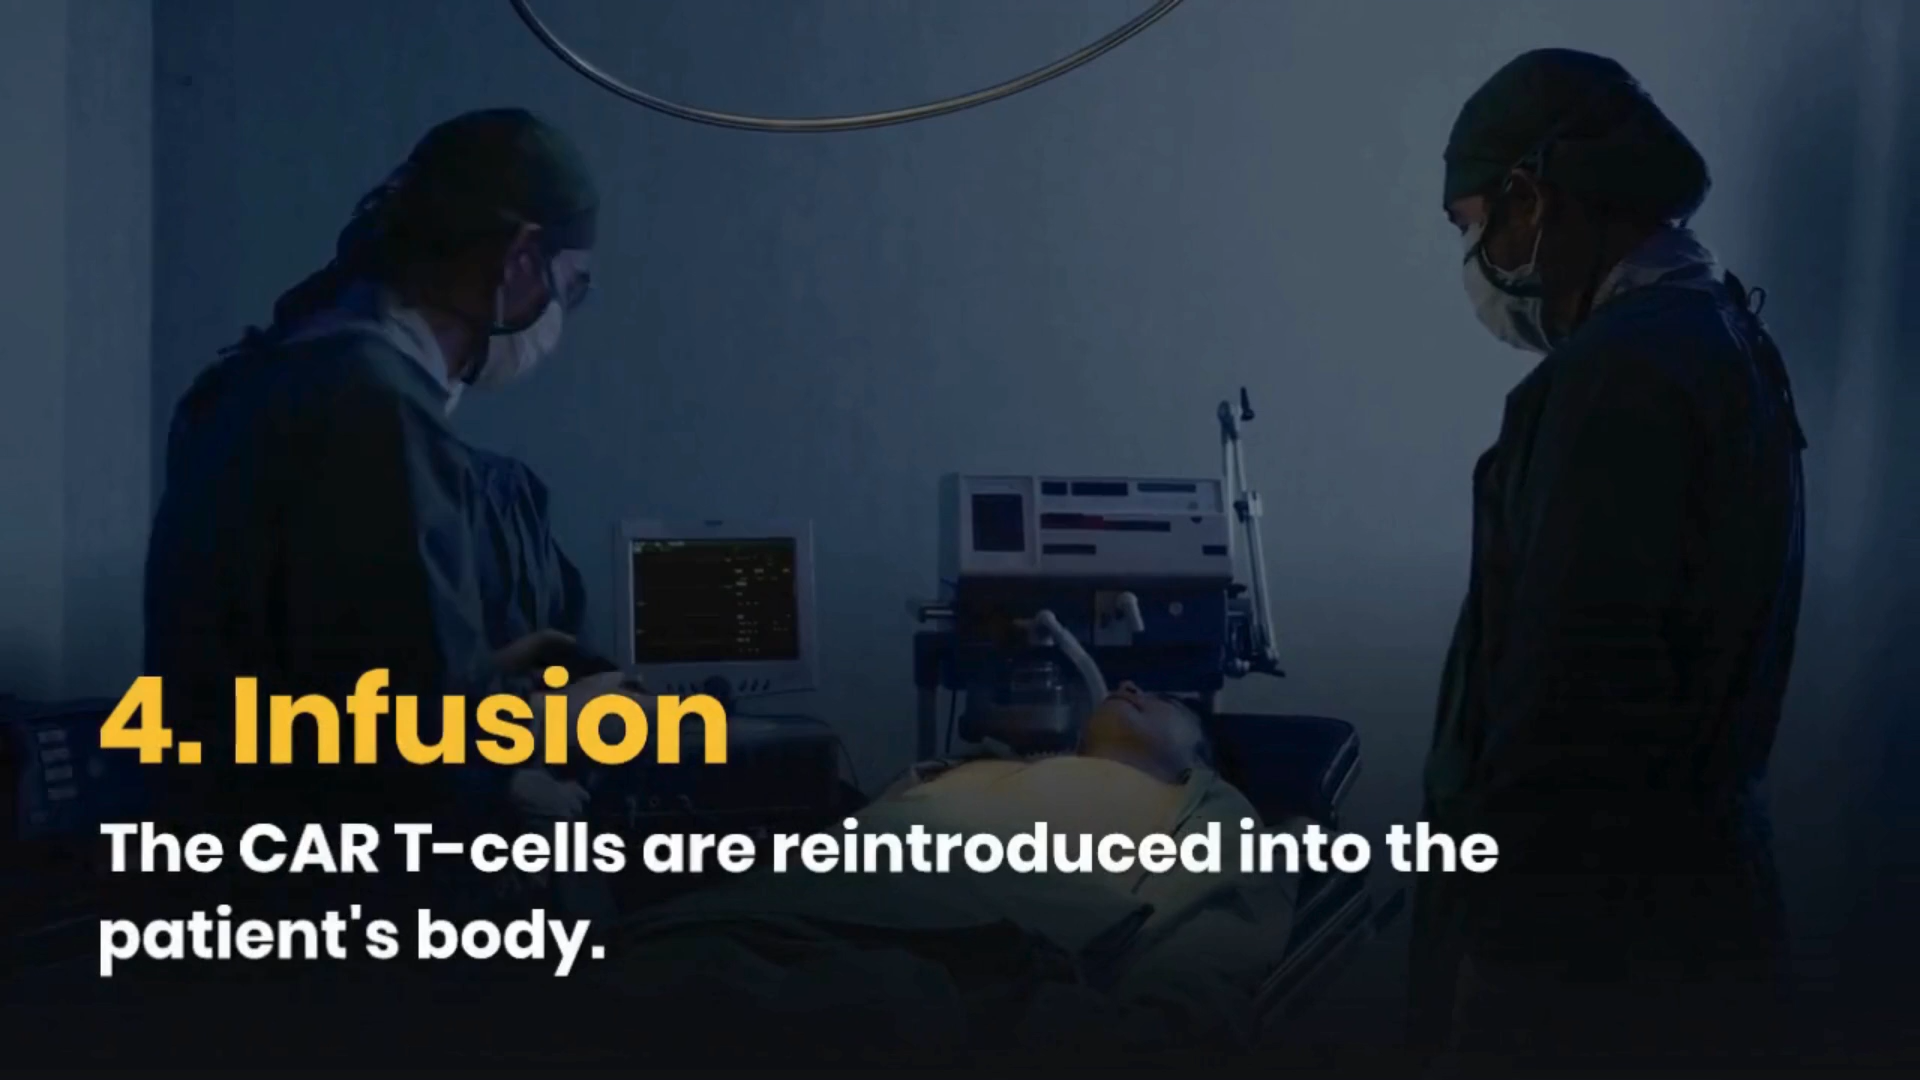 4. Infusion
The CAR T-cells are reintroduced into the
patient's body.